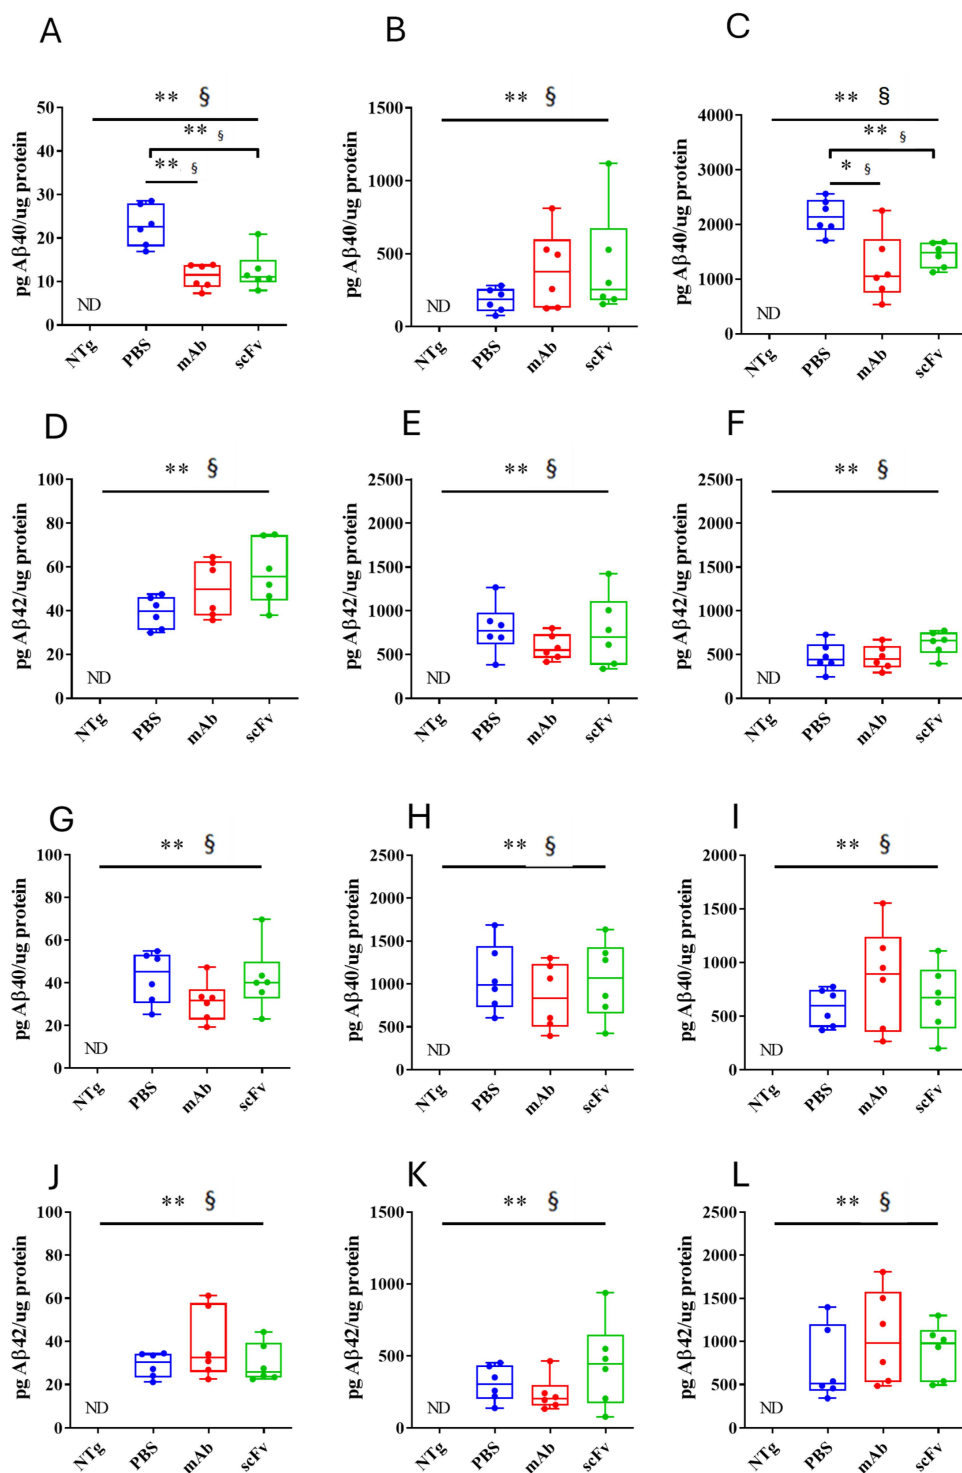 A
B
C
** §
** §
** §
** §
** §
** §
** §
* §
pg Aβ40/ug protein
50
40
30
20
10
0
ND
NTg
PBS
mAb
scFv
pg Aβ40/ug protein
1500
1000
500
0
ND
NTg
PBS
mAb
scFv
pg Aβ40/ug protein
4000
3000
2000
1000
0
ND
NTg
PBS
mAb
scFv
D
E
F
** §
** §
** §
pg Aβ42/ug protein
100
80
60
40
20
0
ND
NTg
PBS
mAb
scFv
pg Aβ42/ug protein
2500
2000
1500
1000
500
0
ND
NTg
PBS
mAb
scFv
pg Aβ42/ug protein
2500
2000
1500
1000
500
0
ND
NTg
PBS
mAb
scFv
G
H
I
** §
** §
** §
pg Aβ40/ug protein
100
80
60
40
20
0
ND
NTg
PBS
mAb
scFv
pg Aβ40/ug protein
2500
2000
1500
1000
500
0
ND
NTg
PBS
mAb
scFv
pg Aβ40/ug protein
2000
1500
1000
500
0
ND
NTg
PBS
mAb
scFv
J
K
L
** §
** §
** §
pg Aβ42/ug protein
100
80
60
40
20
0
ND
NTg
PBS
mAb
scFv
pg Aβ42/ug protein
1500
1000
500
0
ND
NTg
PBS
mAb
scFv
pg Aβ42/ug protein
2500
2000
1500
1000
500
0
ND
NTg
PBS
mAb
scFv